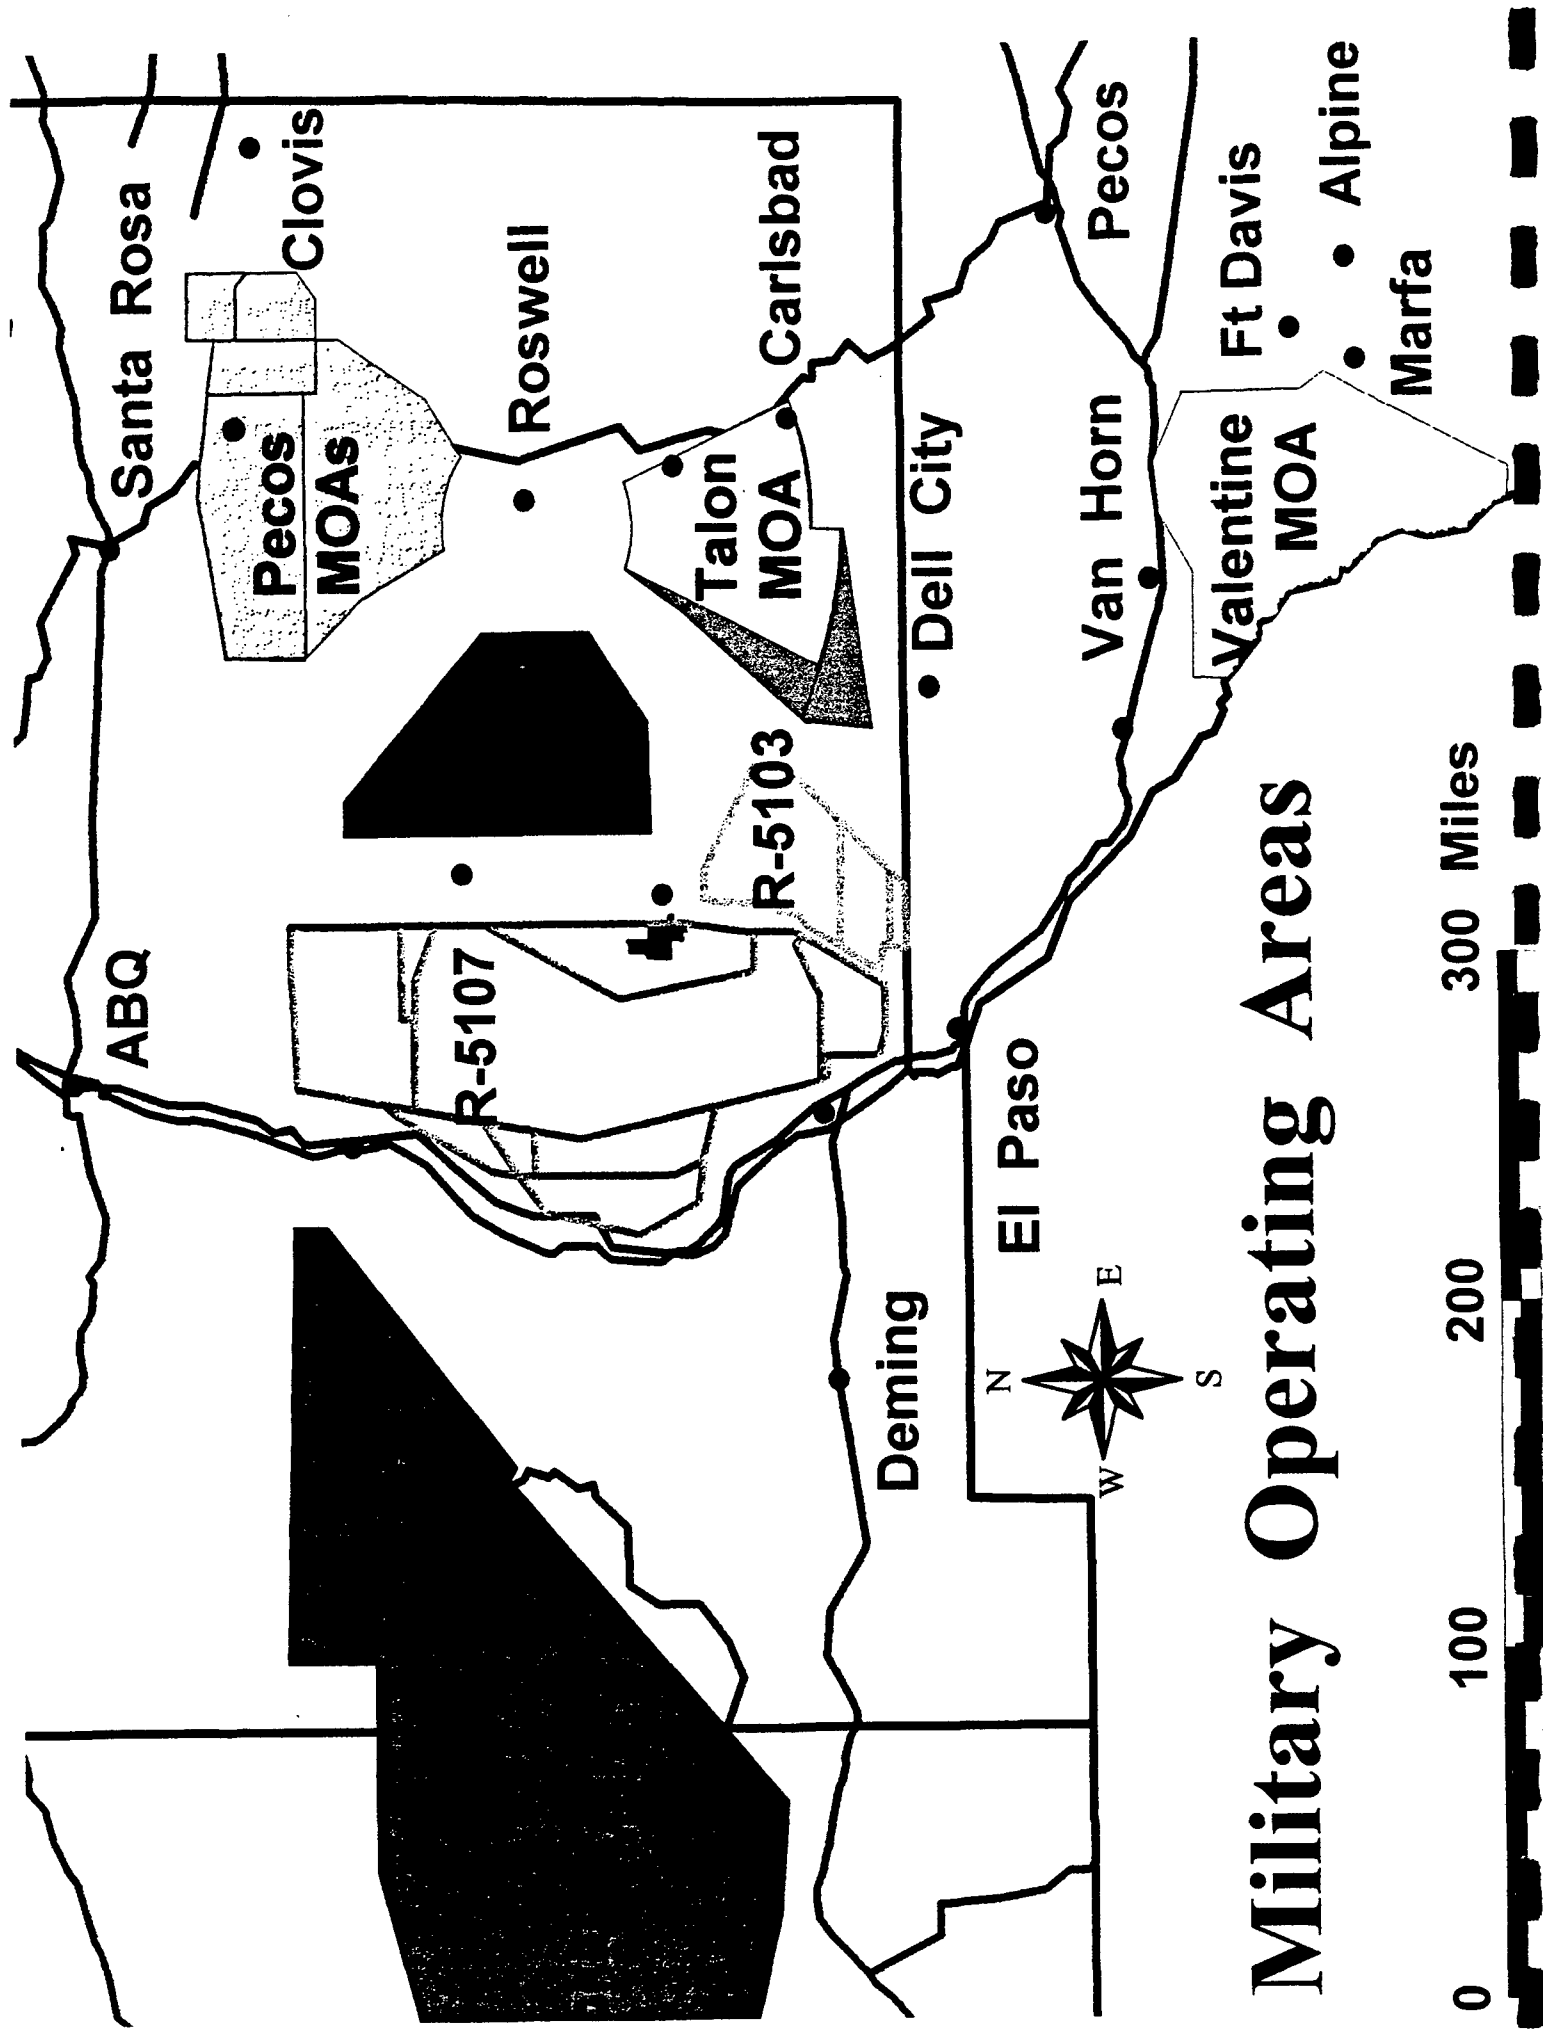 Santa Rosa
ABQ
Clovis
Pecos
MOAs
Roswell
R-5107
Talon
MOA
Carlsbad
R-5103
Deming
Dell City
El Paso
Van Horn
Pecos
N
W
E
S
Valentine
MOA
Ft Davis
Alpine
Marfa
Military Operating Areas
0
100
200
300 Miles